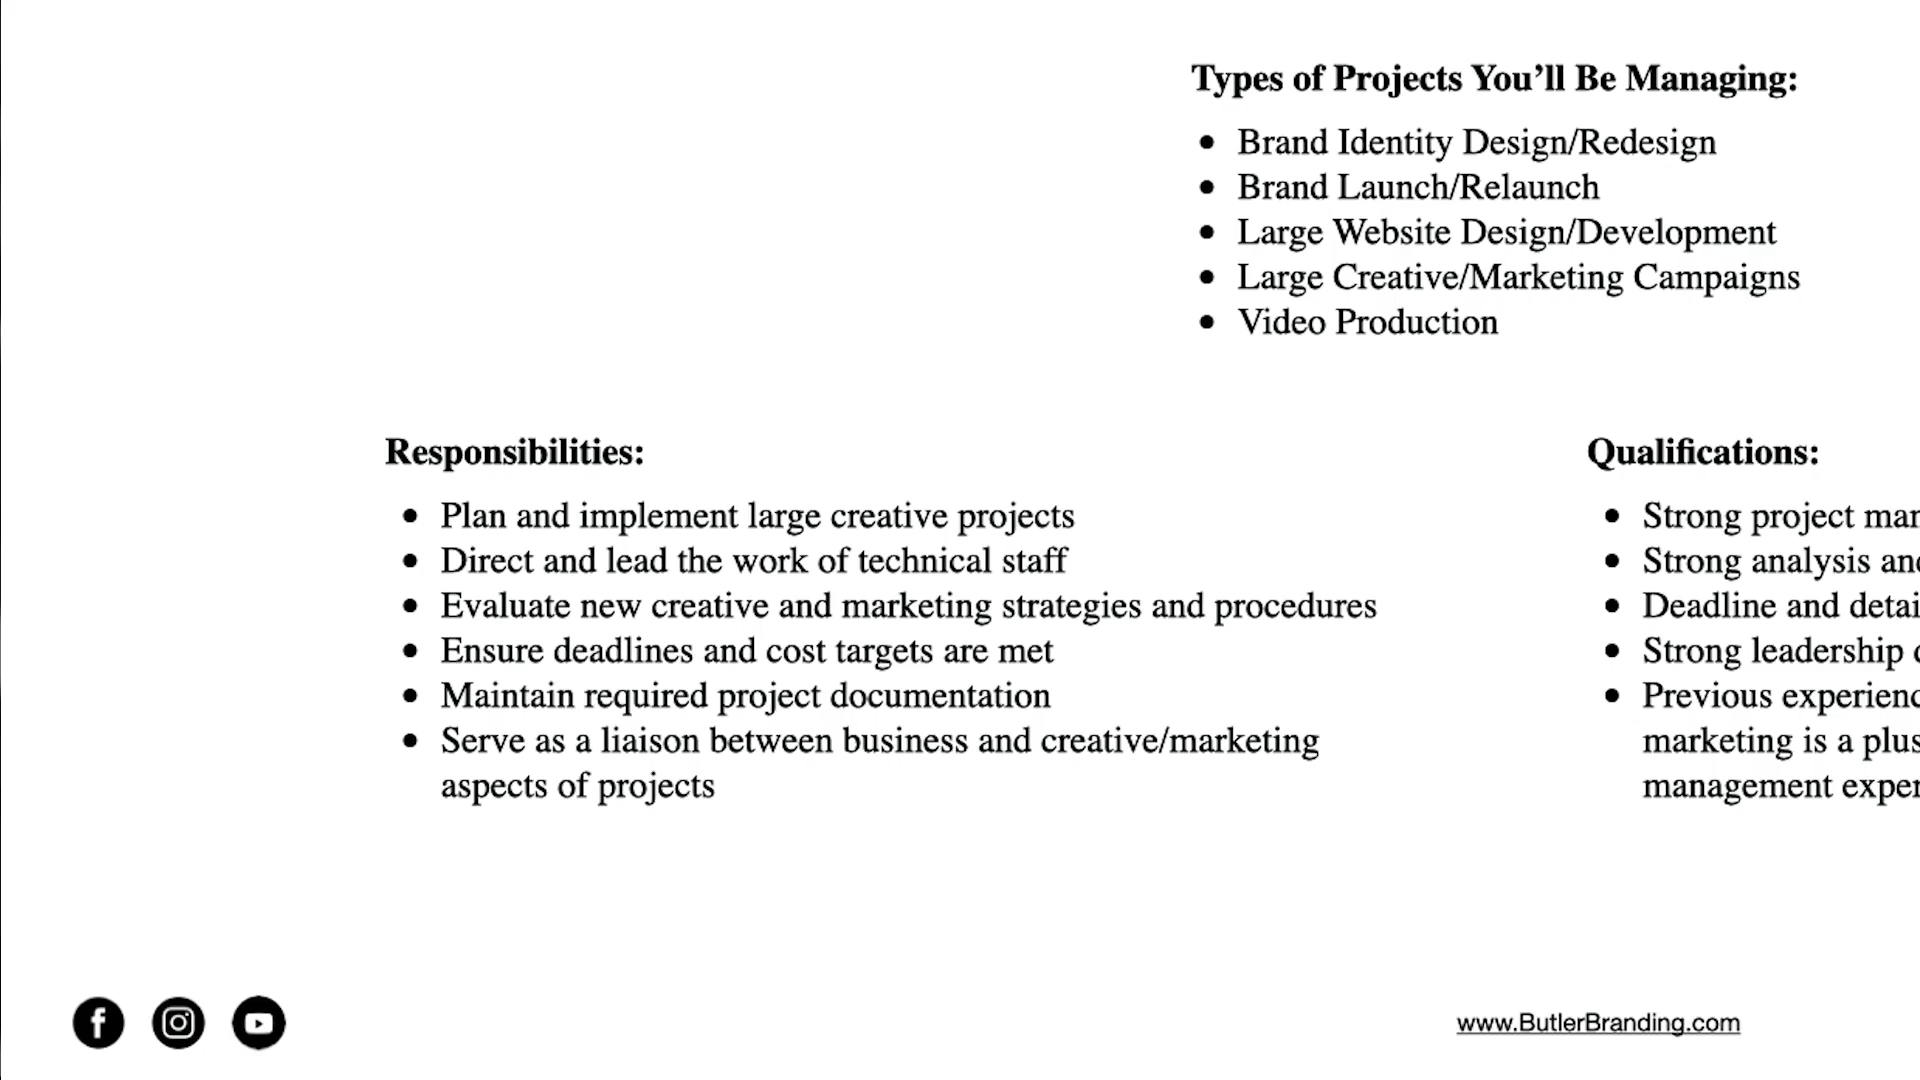 Types of Projects You’ll Be Managing:
• Brand Identity Design/Redesign
• Brand Launch/Relaunch
• Large Website Design/Development
• Large Creative/Marketing Campaigns
• Video Production
Responsibilities:
• Plan and implement large creative projects
• Direct and lead the work of technical staff
• Evaluate new creative and marketing strategies and procedures
• Ensure deadlines and cost targets are met
• Maintain required project documentation
• Serve as a liaison between business and creative/marketing
aspects of projects
Qualifications:
• Strong project
• Strong analysis
• Deadline and
• Strong leadership
• Previous
marketing is a plus
management
www.ButlerBranding.com